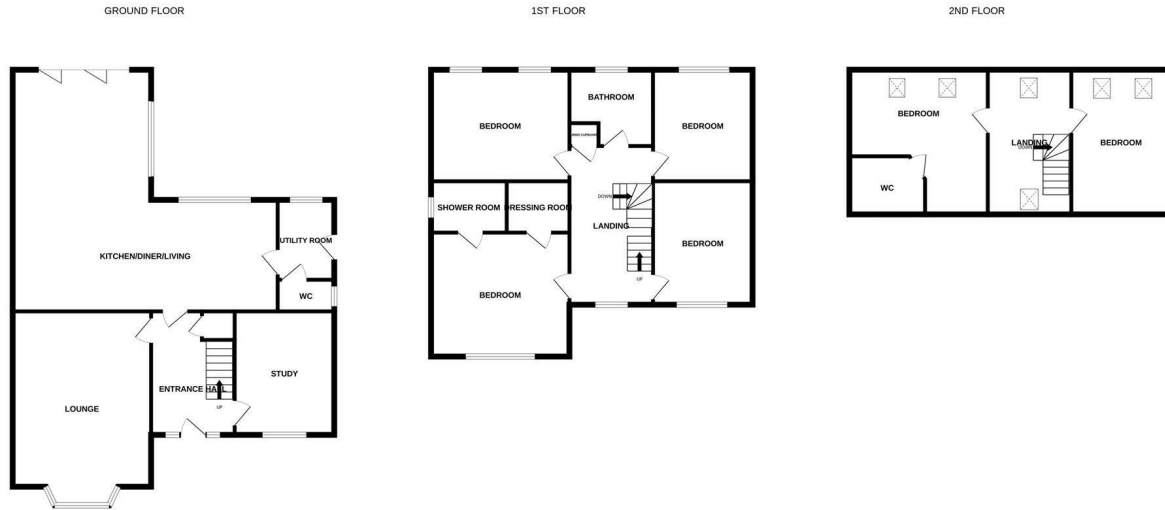 GROUND FLOOR
1ST FLOOR
2ND FLOOR
KITCHEN/DINER/LIVING
UTILITY ROOM
WC
LOUNGE
ENTRANCE HALL
UP
STUDY
BEDROOM
BATHROOM
BEDROOM
SHOWER ROOM
DRESSING ROOM
DOWN
LANDING
UP
BEDROOM
BEDROOM
BEDROOM
WC
LANDING
DOWN
BEDROOM